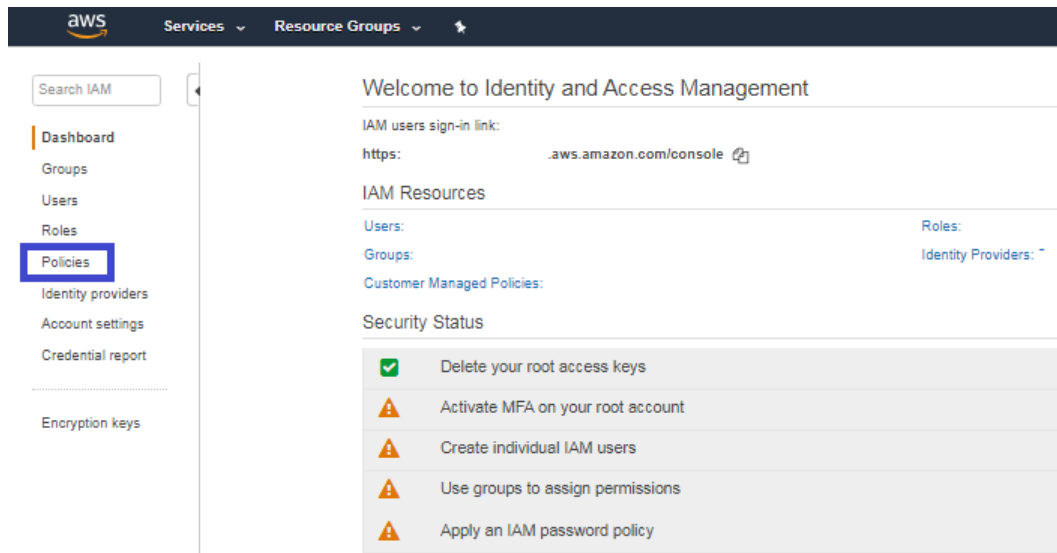 aws Services Resource Groups
Search IAM
Dashboard
Groups
Users
Roles
Policies
Identity providers
Account settings
Credential report
Encryption keys
Welcome to Identity and Access Management
IAM users sign-in link:
https: .aws.amazon.com/console
IAM Resources
Users: Roles:
Groups: Identity Providers:
Customer Managed Policies:
Security Status
Delete your root access keys
Activate MFA on your root account
Create individual IAM users
Use groups to assign permissions
Apply an IAM password policy